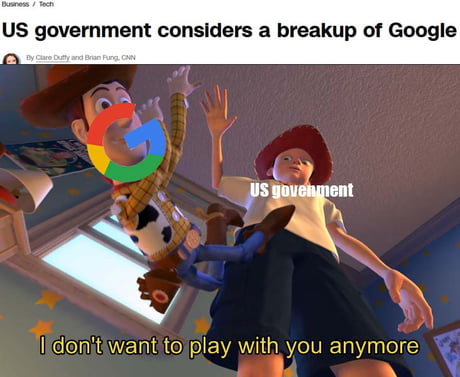 Business / Tech
US government considers a breakup of Google
By Clare Duffy and Brian Fung, CNN
US govenment
I don't want to play with you anymore